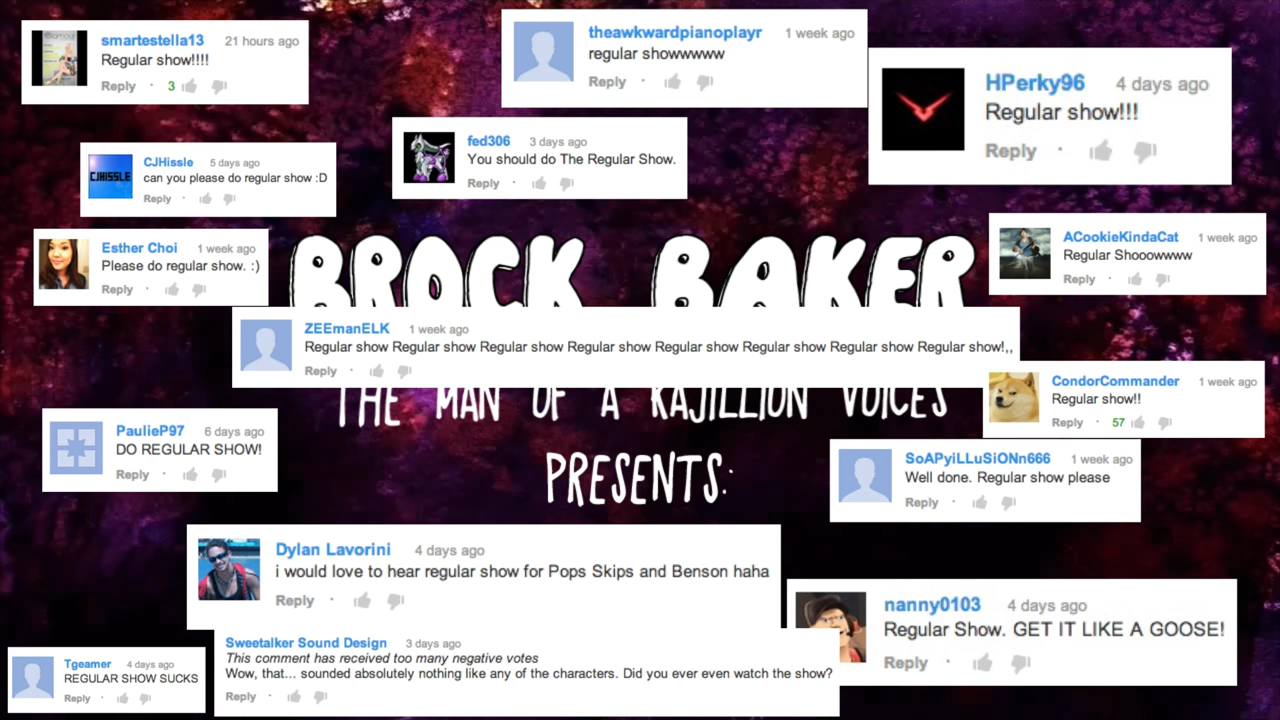 smartestella13 21 hours ago
Regular show!!!!
Reply · 3
theawkwardpianoplayr 1 week ago
regular showwwww
Reply ·
HPerky96 4 days ago
Regular show!!!
Reply ·
fed306 3 days ago
You should do The Regular Show.
Reply ·
CJHISSLE
CJHissle 5 days ago
can you please do regular show :D
Reply ·
Esther Choi 1 week ago
Please do regular show. :)
Reply ·
ACookieKindaCat 1 week ago
Regular Shooowwww
Reply ·
BROCK BAKER
ZEEmanELK 1 week ago
Regular show Regular show Regular show Regular show Regular show Regular show Regular show Regular show!,,
Reply ·
THE MAN OF A KAJILLION VOICES
CondorCommander 1 week ago
Regular show!!
Reply · 57
PaulieP97 6 days ago
DO REGULAR SHOW!
Reply ·
PRESENTS:
SoAPyiLLuSiONn666 1 week ago
Well done. Regular show please
Reply ·
Dylan Lavorini 4 days ago
i would love to hear regular show for Pops Skips and Benson haha
Reply ·
nanny0103 4 days ago
Regular Show. GET IT LIKE A GOOSE!
Reply ·
Sweetalker Sound Design 3 days ago
This comment has received too many negative votes
Wow, that... sounded absolutely nothing like any of the characters. Did you ever even watch the show?
Reply ·
Tgeamer 4 days ago
REGULAR SHOW SUCKS
Reply ·